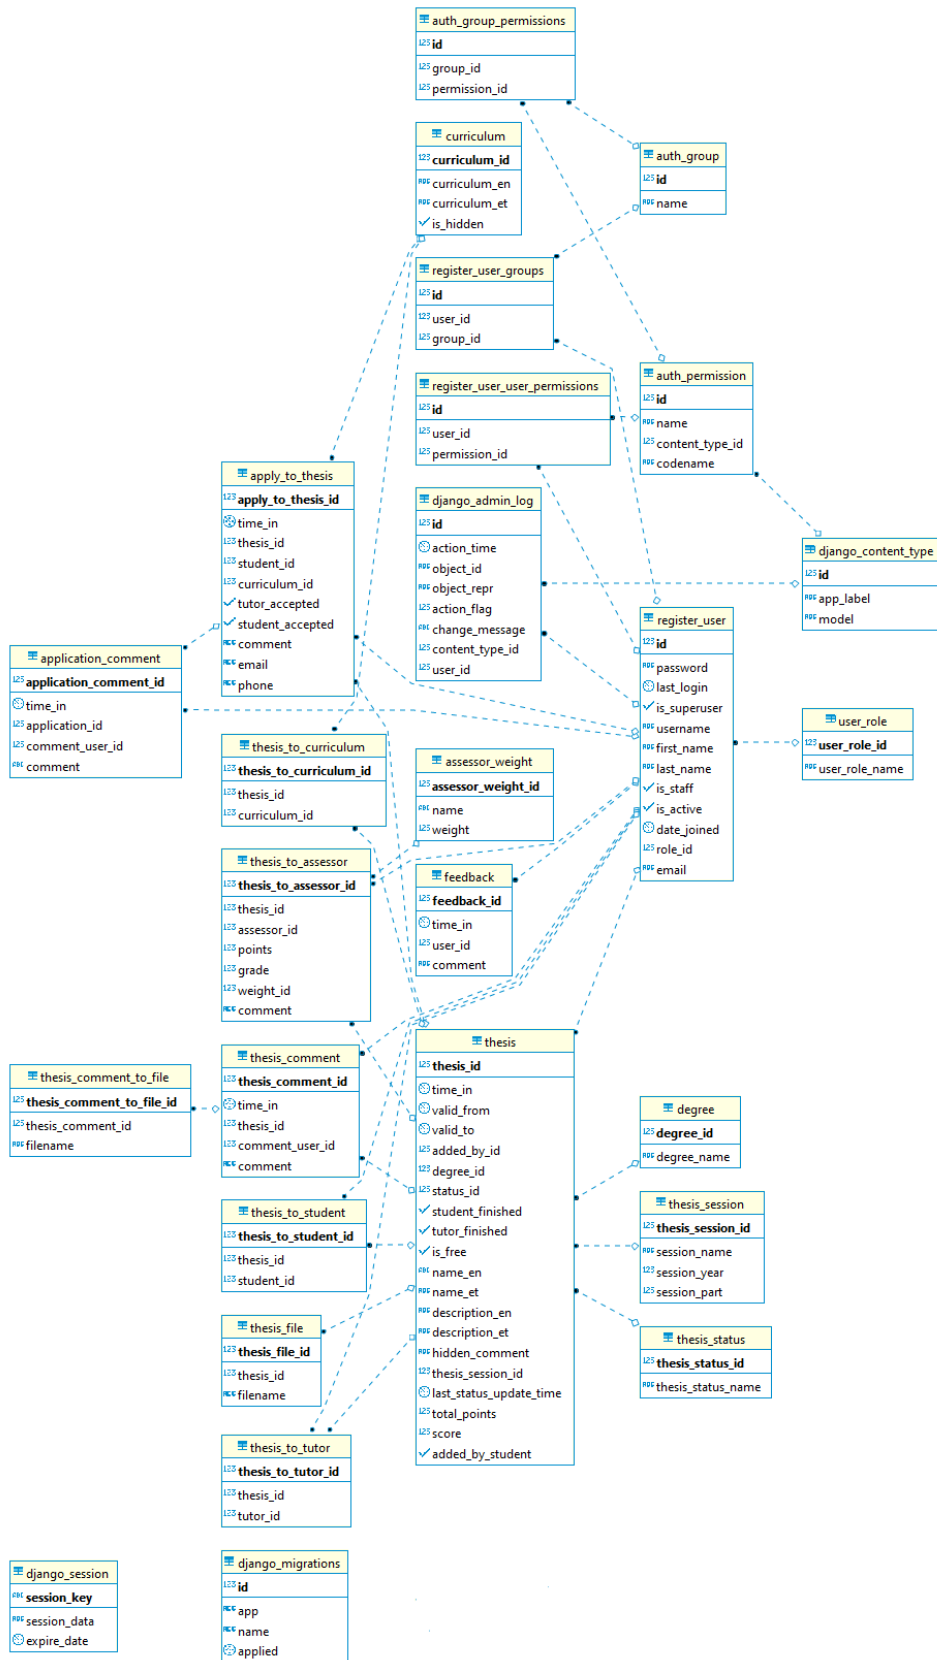 auth_group_permissions
id
group_id
permission_id
curriculum
curriculum_id
curriculum_en
curriculum_et
is_hidden
auth_group
id
name
register_user_groups
id
user_id
group_id
auth_permission
id
name
content_type_id
codename
register_user_user_permissions
id
user_id
permission_id
apply_to_thesis
apply_to_thesis_id
time_in
thesis_id
student_id
curriculum_id
tutor_accepted
student_accepted
comment
email
phone
django_admin_log
id
action_time
object_id
object_repr
action_flag
change_message
content_type_id
user_id
django_content_type
id
app_label
model
register_user
id
password
last_login
is_superuser
username
first_name
last_name
is_staff
is_active
date_joined
role_id
email
application_comment
application_comment_id
time_in
application_id
comment_user_id
comment
user_role
user_role_id
user_role_name
thesis_to_curriculum
thesis_to_curriculum_id
thesis_id
curriculum_id
assessor_weight
assessor_weight_id
name
weight
thesis_to_assessor
thesis_to_assessor_id
thesis_id
assessor_id
points
grade
weight_id
comment
feedback
feedback_id
time_in
user_id
comment
thesis
thesis_id
time_in
valid_from
valid_to
added_by_id
degree_id
status_id
student_finished
tutor_finished
is_free
name_en
name_et
description_en
description_et
hidden_comment
thesis_session_id
last_status_update_time
total_points
score
added_by_student
thesis_comment
thesis_comment_id
time_in
thesis_id
comment_user_id
comment
thesis_comment_to_file
thesis_comment_to_file_id
thesis_comment_id
filename
degree
degree_id
degree_name
thesis_session
thesis_session_id
session_name
session_year
session_part
thesis_to_student
thesis_to_student_id
thesis_id
student_id
thesis_file
thesis_file_id
thesis_id
filename
thesis_status
thesis_status_id
thesis_status_name
thesis_to_tutor
thesis_to_tutor_id
thesis_id
tutor_id
django_session
session_key
session_data
expire_date
django_migrations
id
app
name
applied